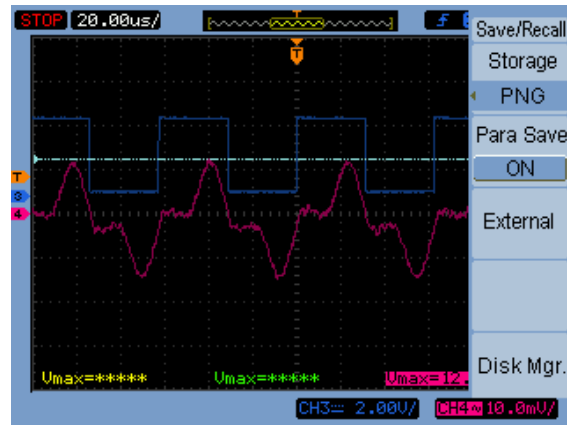 STOP 20.00us/ T f
Save/Recall
Storage
T
PNG
Para Save
ON
T
3
4
External
Disk Mgr.
Vmax=***** Vmax=***** Vmax=12.
CH3 2.00V/ CH4 10.0mV/